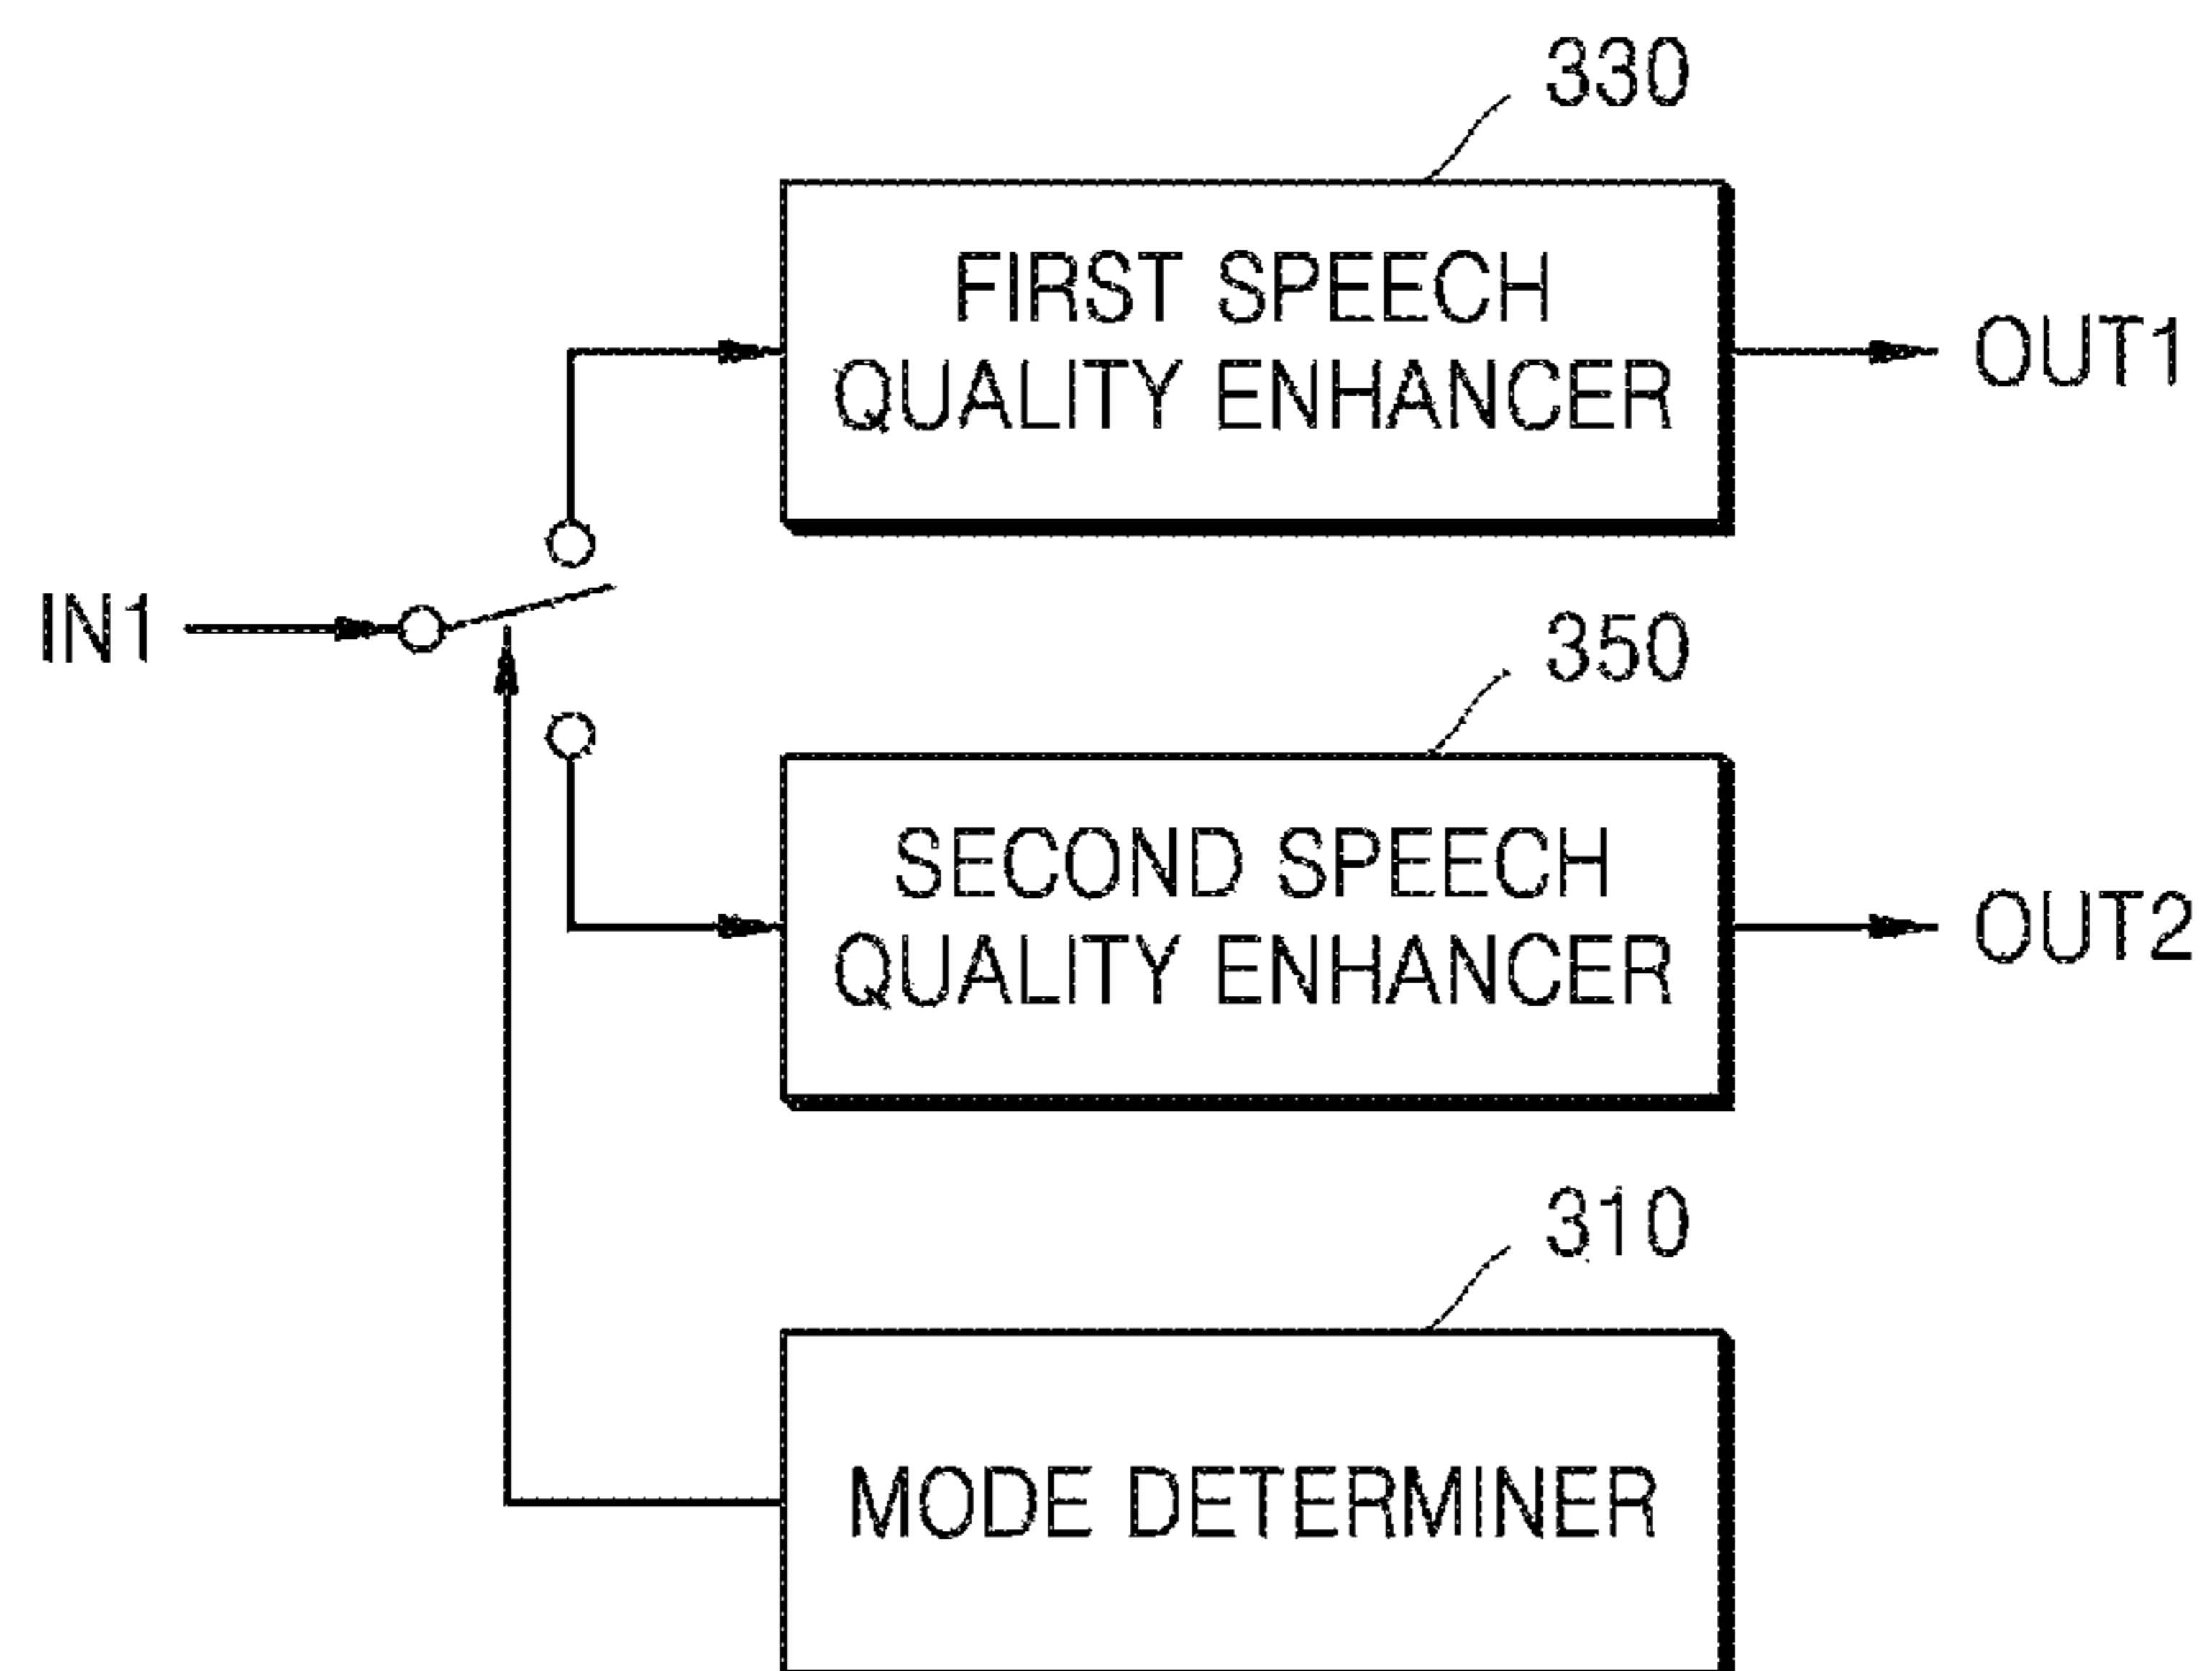 330
FIRST SPEECH
QUALITY ENHANCER
OUT1
IN1
350
SECOND SPEECH
QUALITY ENHANCER
OUT2
310
MODE DETERMINER